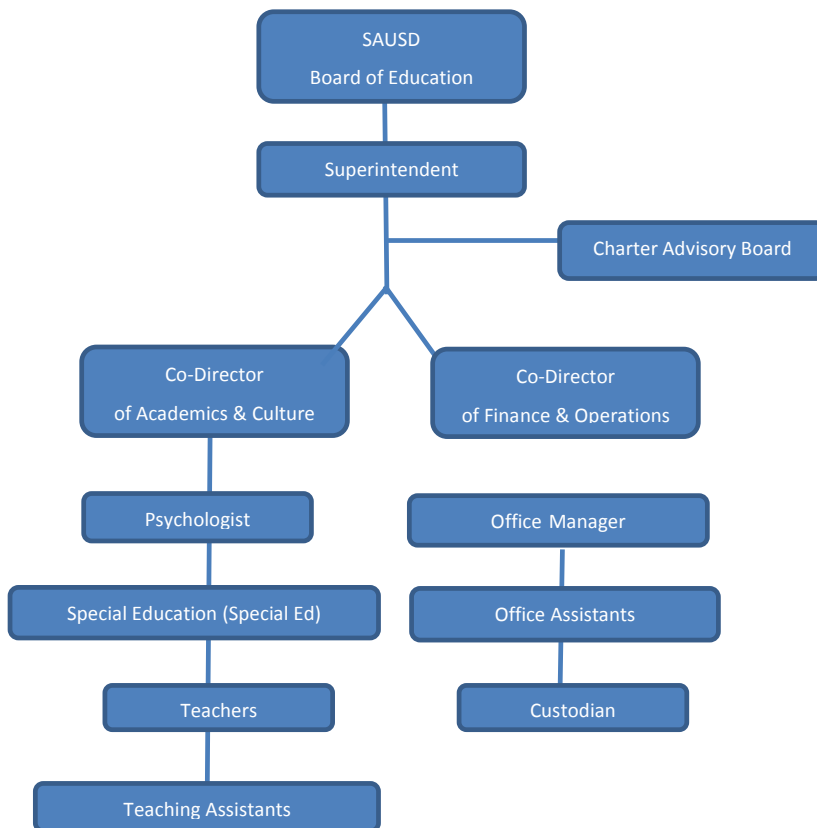 SAUSD
Board of Education
Superintendent
Charter Advisory Board
Co-Director
of Academics & Culture
Co-Director
of Finance & Operations
Psychologist
Office Manager
Special Education (Special Ed)
Office Assistants
Teachers
Custodian
Teaching Assistants